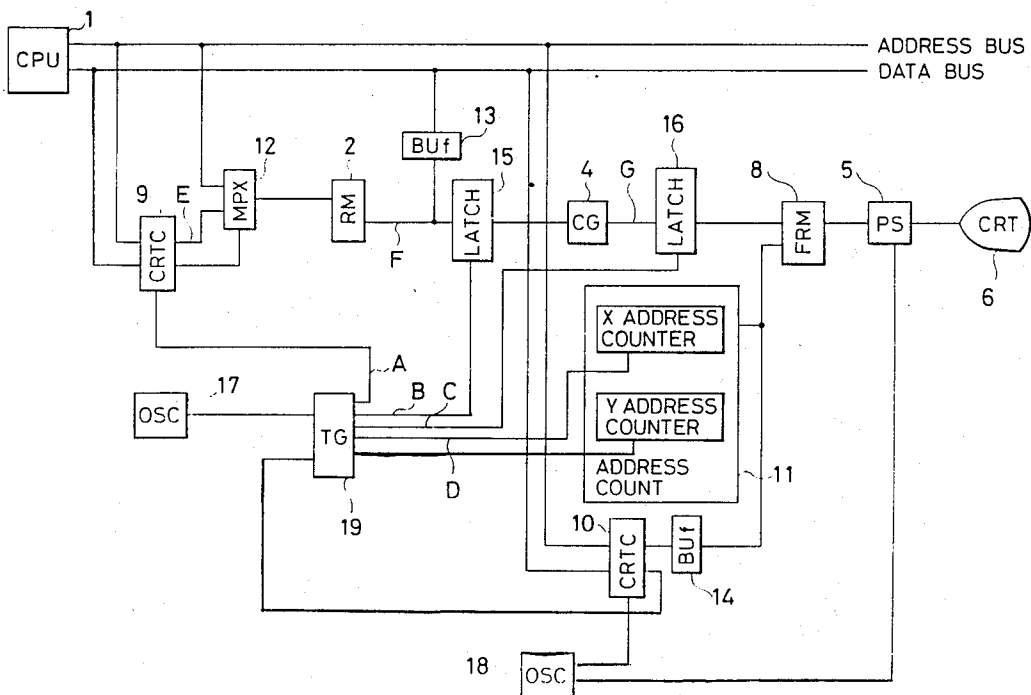 1
CPU
ADDRESS BUS
DATA BUS
13
BUf
12
2
15
16
4
8
5
9
E
MPX
RM
LATCH
CG
G
LATCH
FRM
PS
CRT
CRTC
F
6
X ADDRESS
COUNTER
A
17
B
C
OSC
TG
Y ADDRESS
COUNTER
D
ADDRESS
COUNT
11
19
10
CRTC
BUf
14
18
OSC